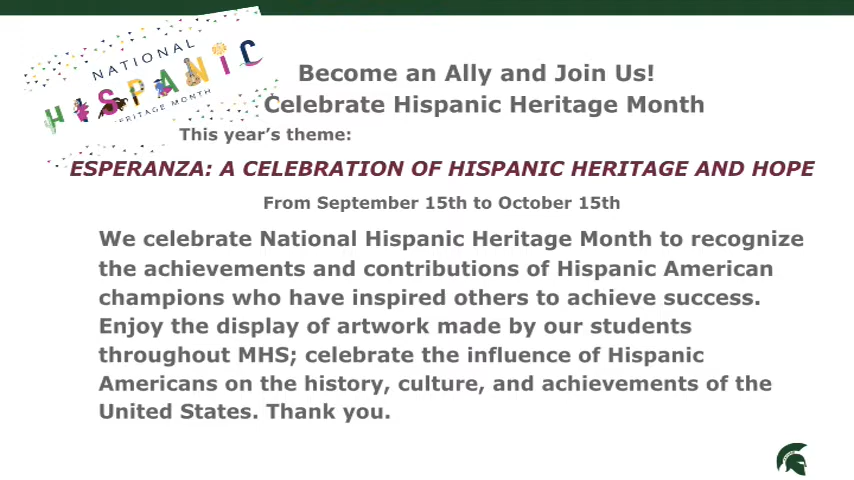 NATIONAL
HISPANIC
HERITAGE MONTH
Become an Ally and Join Us!
Celebrate Hispanic Heritage Month
This year's theme:
ESPERANZA: A CELEBRATION OF HISPANIC HERITAGE AND HOPE
From September 15th to October 15th
We celebrate National Hispanic Heritage Month to recognize
the achievements and contributions of Hispanic American
champions who have inspired others to achieve success.
Enjoy the display of artwork made by our students
throughout MHS; celebrate the influence of Hispanic
Americans on the history, culture, and achievements of the
United States. Thank you.